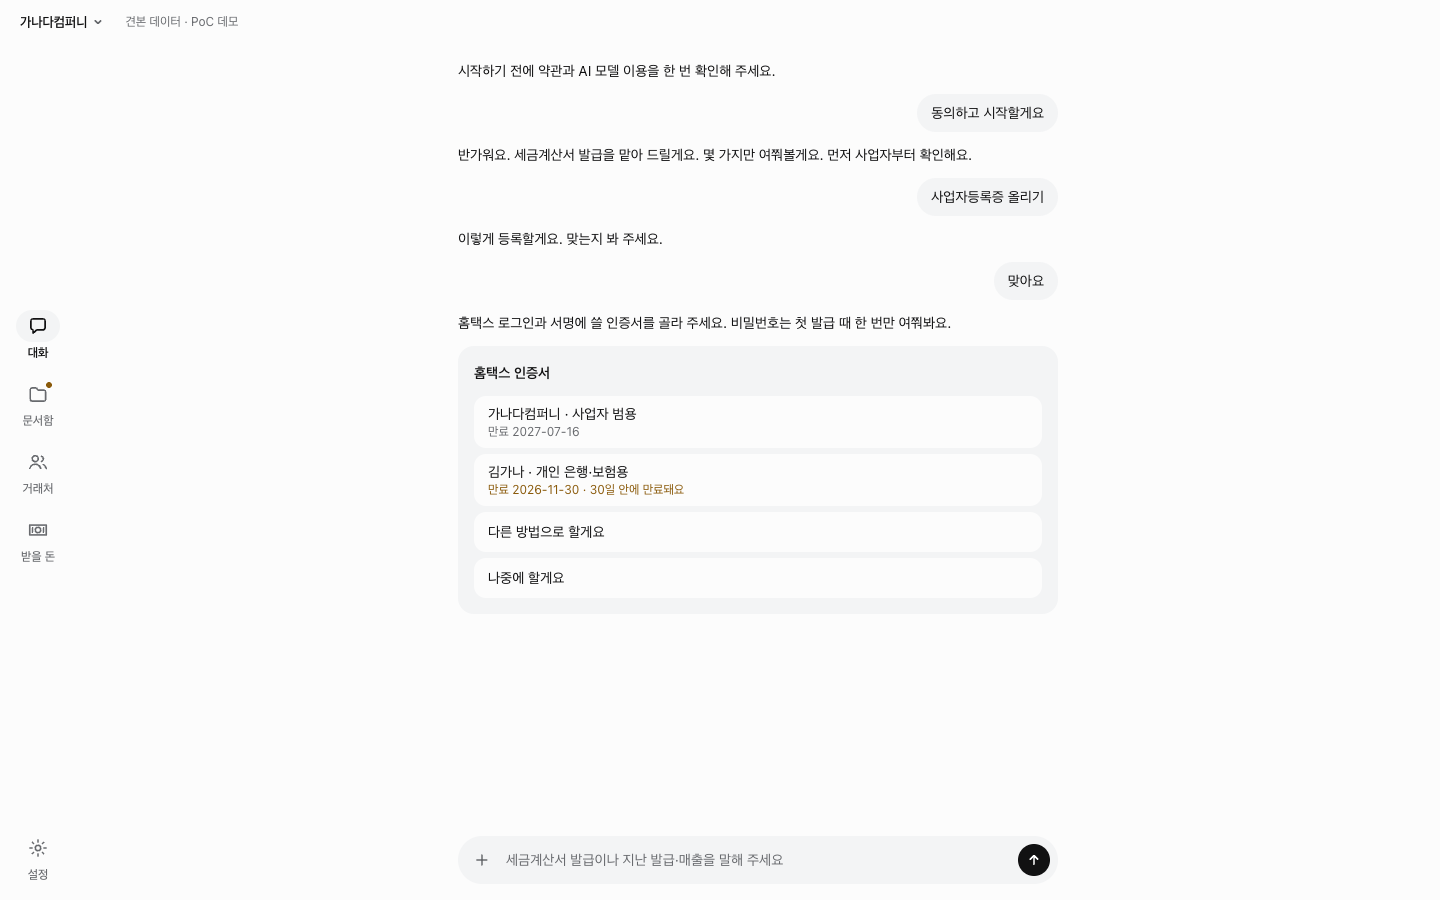 가나다컴퍼니
견본 데이터 · PoC 데모
시작하기 전에 약관과 AI 모델 이용을 한 번 확인해 주세요.
동의하고 시작할게요
반가워요. 세금계산서 발급을 맡아 드릴게요. 몇 가지만 여쭤볼게요. 먼저 사업자부터 확인해요.
사업자등록증 올리기
이렇게 등록할게요. 맞는지 봐 주세요.
맞아요
홈택스 로그인과 서명에 쓸 인증서를 골라 주세요. 비밀번호는 첫 발급 때 한 번만 여쭤봐요.
홈택스 인증서
가나다컴퍼니 · 사업자 범용
만료 2027-07-16
김가나 · 개인 은행·보험용
만료 2026-11-30 · 30일 안에 만료돼요
다른 방법으로 할게요
나중에 할게요
대화
문서함
거래처
받을 돈
설정
세금계산서 발급이나 지난 발급·매출을 말해 주세요